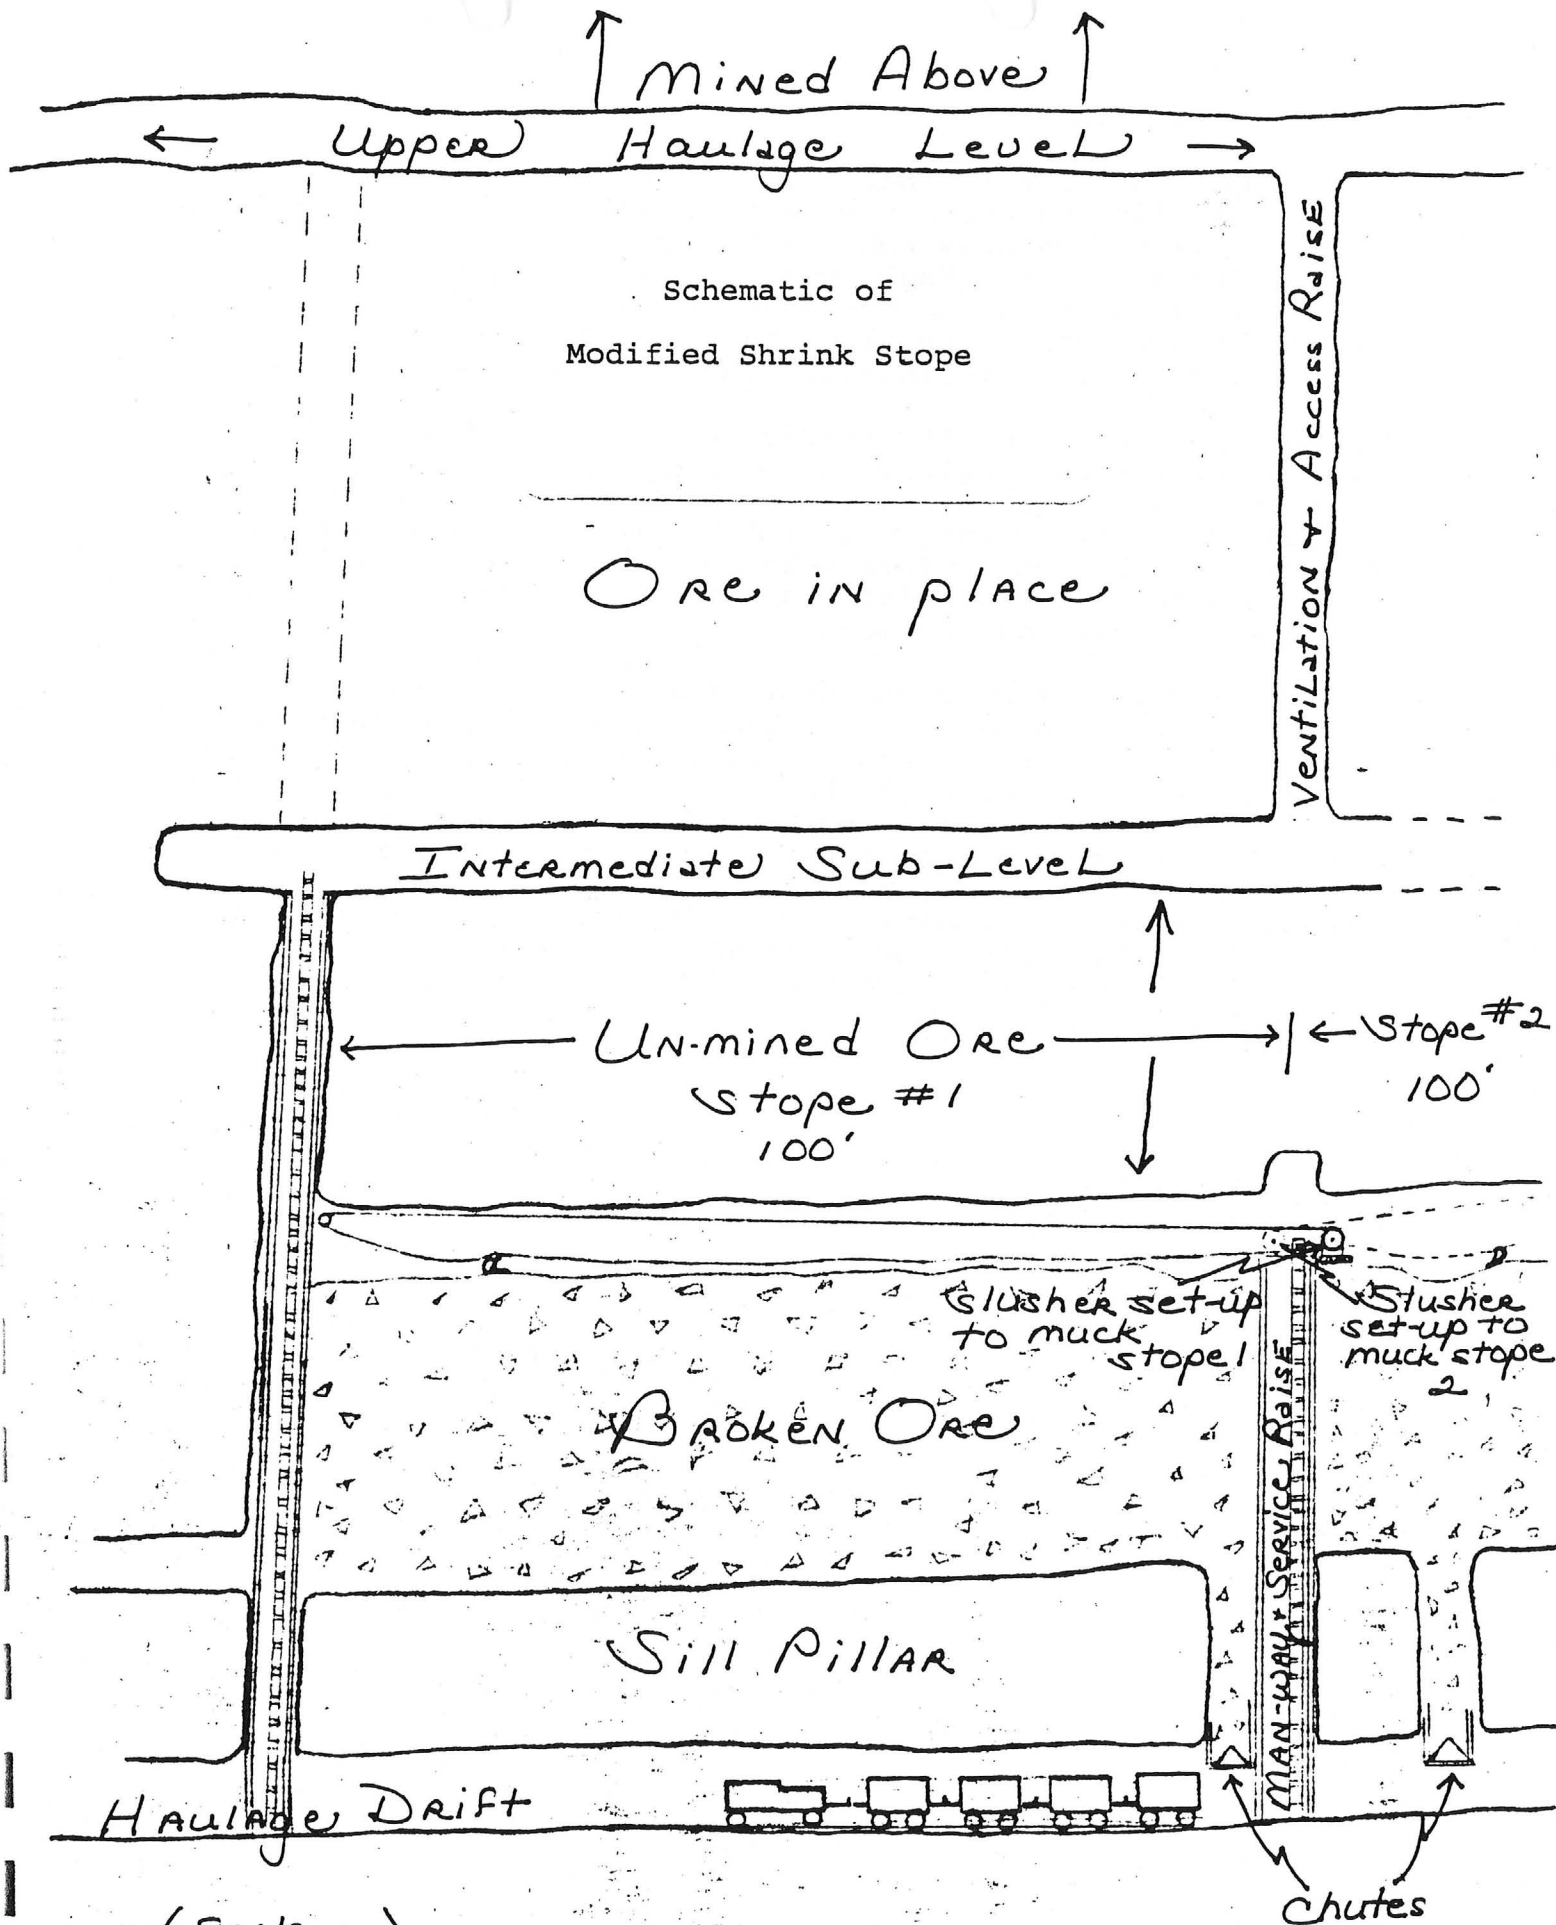 Mined Above
Upper Haulage Level
Schematic of
Modified Shrink Stope
Ventilation & Access Raise
Ore in place
Intermediate Sub-Level
Un-mined Ore
Stope #1
100'
Stope #2
100'
Slusher set-up
to muck
stope 1
Slusher
set-up to
muck stope
2
Broken Ore
Man-way & Service Raise
Sill Pillar
Haulage Drift
Chutes